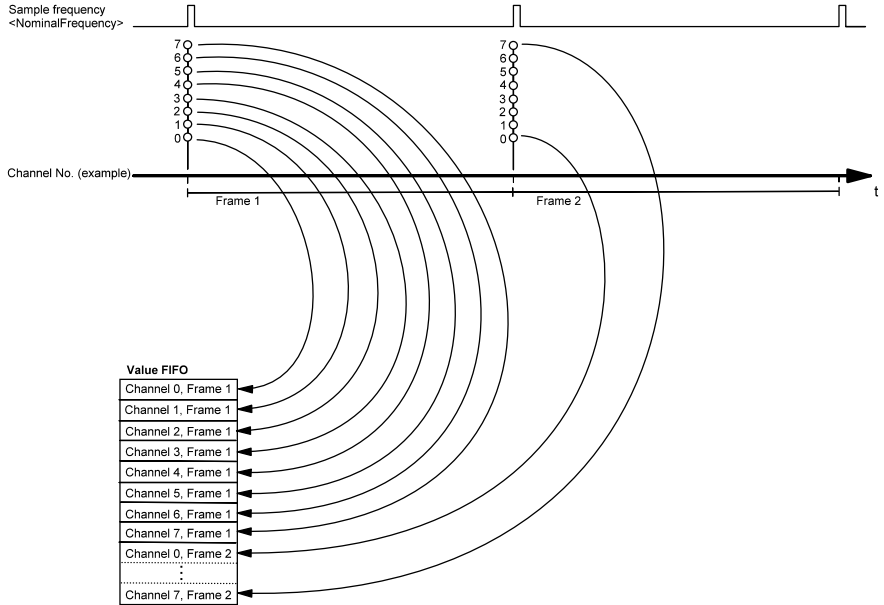 Sample frequency
<NominalFrequency>
7
6
5
4
3
2
1
0
7
6
5
4
3
2
1
0
Channel No. (example)
t
Frame 1
Frame 2
Value FIFO
Channel 0, Frame 1
Channel 1, Frame 1
Channel 2, Frame 1
Channel 3, Frame 1
Channel 4, Frame 1
Channel 5, Frame 1
Channel 6, Frame 1
Channel 7, Frame 1
Channel 0, Frame 2
⋮
Channel 7, Frame 2